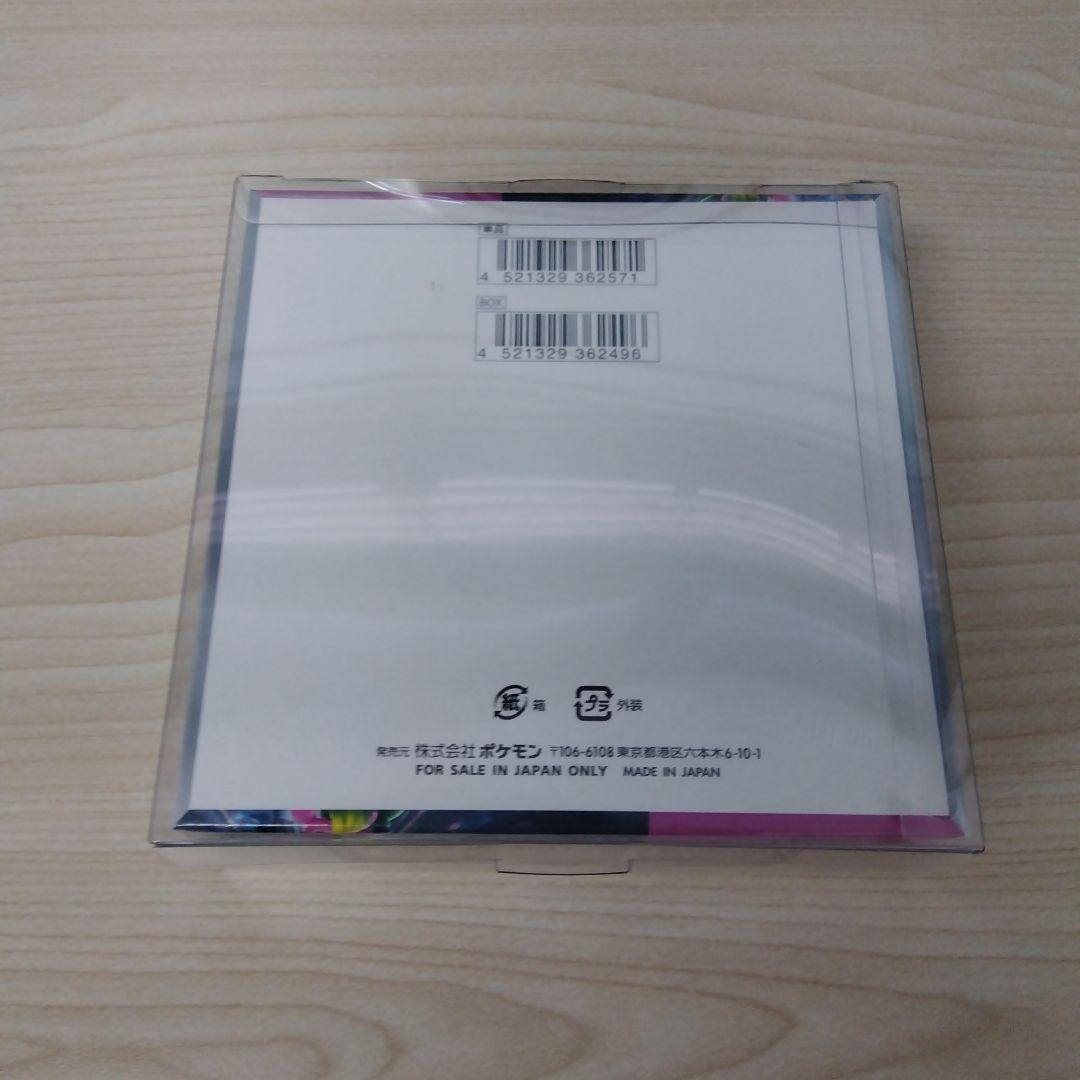 単品
4 521329 362571
BOX
4 521329 362496
紙 箱 プラ 外装
発売元 株式会社 ポケモン 〒106-6108 東京都港区六本木6-10-1
FOR SALE IN JAPAN ONLY MADE IN JAPAN